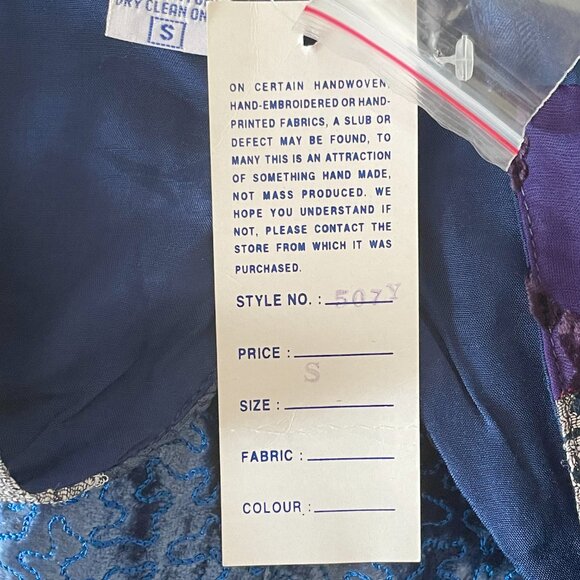 DRY CLEAN ON
S
ON CERTAIN HANDWOVEN,
HAND-EMBROIDERED OR HAND-
PRINTED FABRICS, A SLUB OR
DEFECT MAY BE FOUND, TO
MANY THIS IS AN ATTRACTION
OF SOMETHING HAND MADE,
NOT MASS PRODUCED. WE
HOPE YOU UNDERSTAND IF
NOT, PLEASE CONTACT THE
STORE FROM WHICH IT WAS
PURCHASED.
STYLE NO. : 507Y
PRICE :
S
SIZE :
FABRIC :
COLOUR :